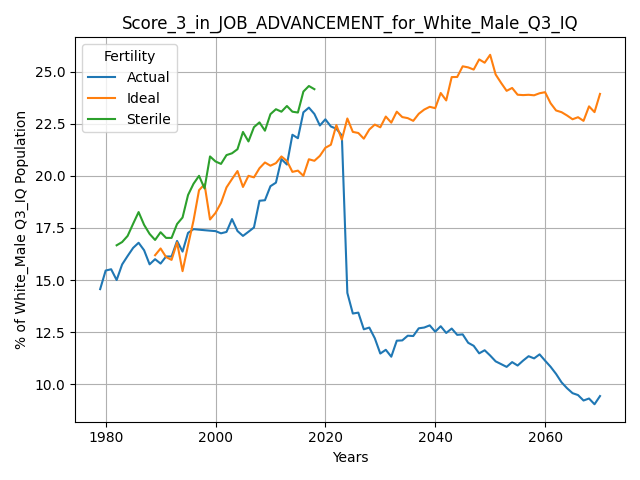 Score_3_in_JOB_ADVANCEMENT_for_White_Male_Q3_IQ
Fertility
Actual
Ideal
Sterile
% of White_Male Q3_IQ Population
25.0
22.5
20.0
17.5
15.0
12.5
10.0
1980
2000
2020
2040
2060
Years